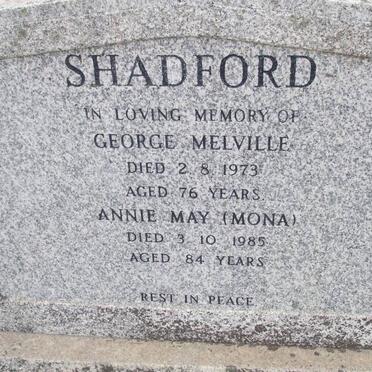 SHADFORD
IN LOVING MEMORY OF
GEORGE MELVILLE
DIED 2 8 1973
AGED 76 YEARS.
ANNIE MAY (MONA)
DIED 3 10 1985
AGED 84 YEARS
REST IN PEACE